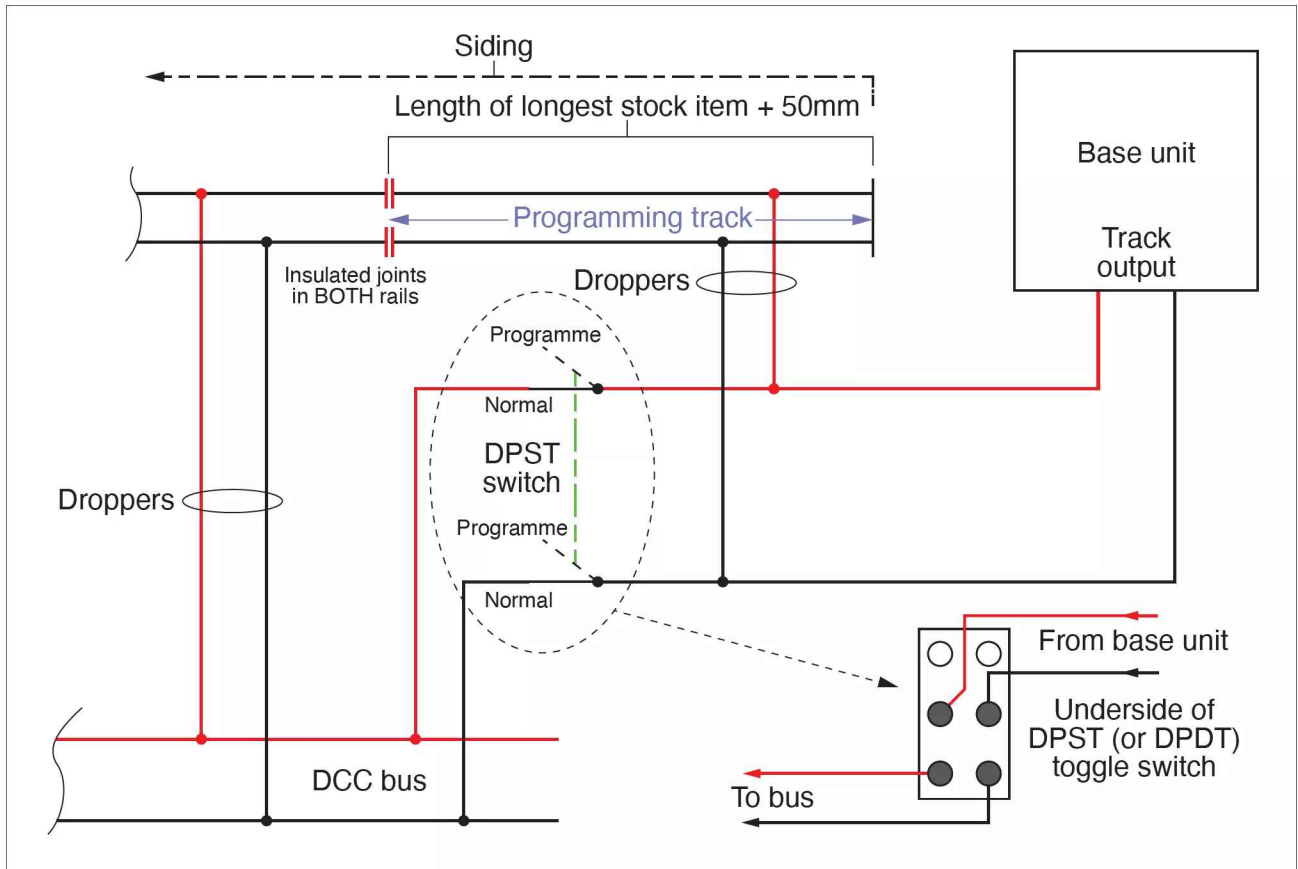 Siding
Length of longest stock item + 50mm
Base unit
Programming track
Track
output
Insulated joints
in BOTH rails
Droppers
Programme
Normal
DPST
switch
Droppers
Programme
Normal
From base unit
Underside of
DPST (or DPDT)
toggle switch
DCC bus
To bus